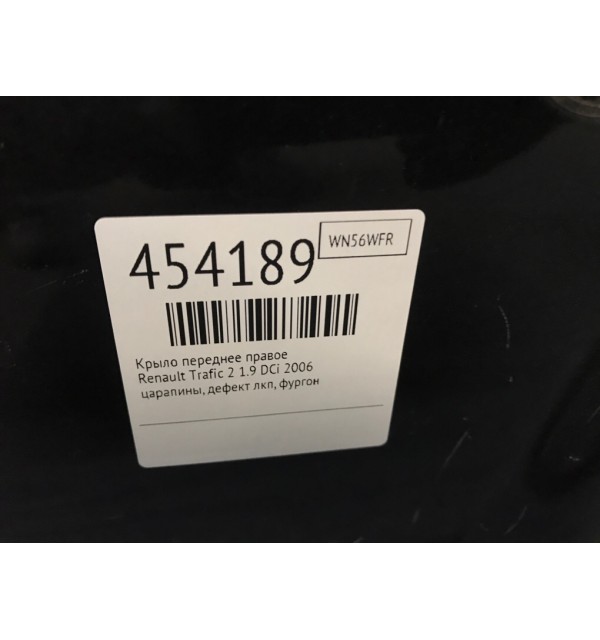 454189
WN56WFR
Крыло переднее правое
Renault Trafic 2 1.9 DCi 2006
царапины, дефект лкп, фургон